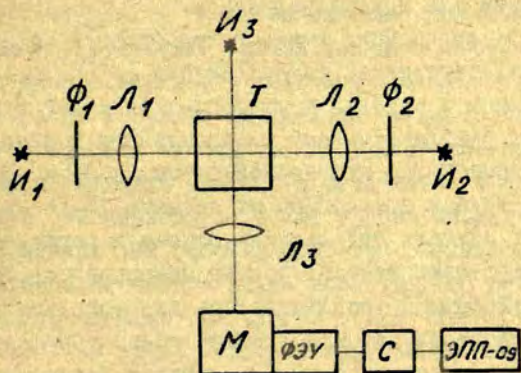 И₃
Ф₁ Л₁ Т Л₂ Ф₂
И₁ И₂
Л₃
М ФЭУ С ЭПП-09